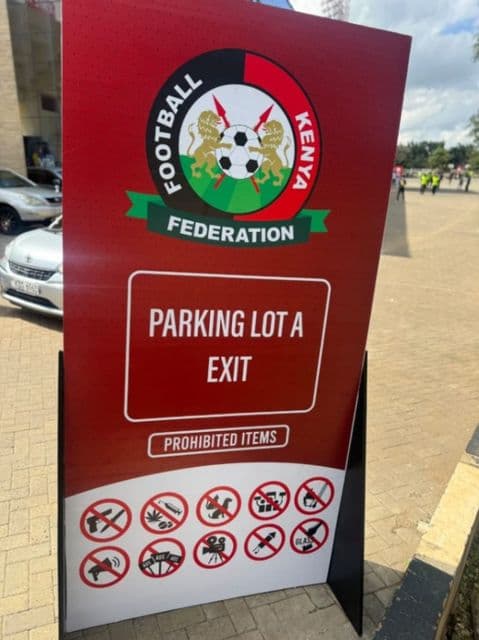 FOOTBALL
KENYA
FEDERATION
PARKING LOT A
EXIT
PROHIBITED ITEMS
GLASS